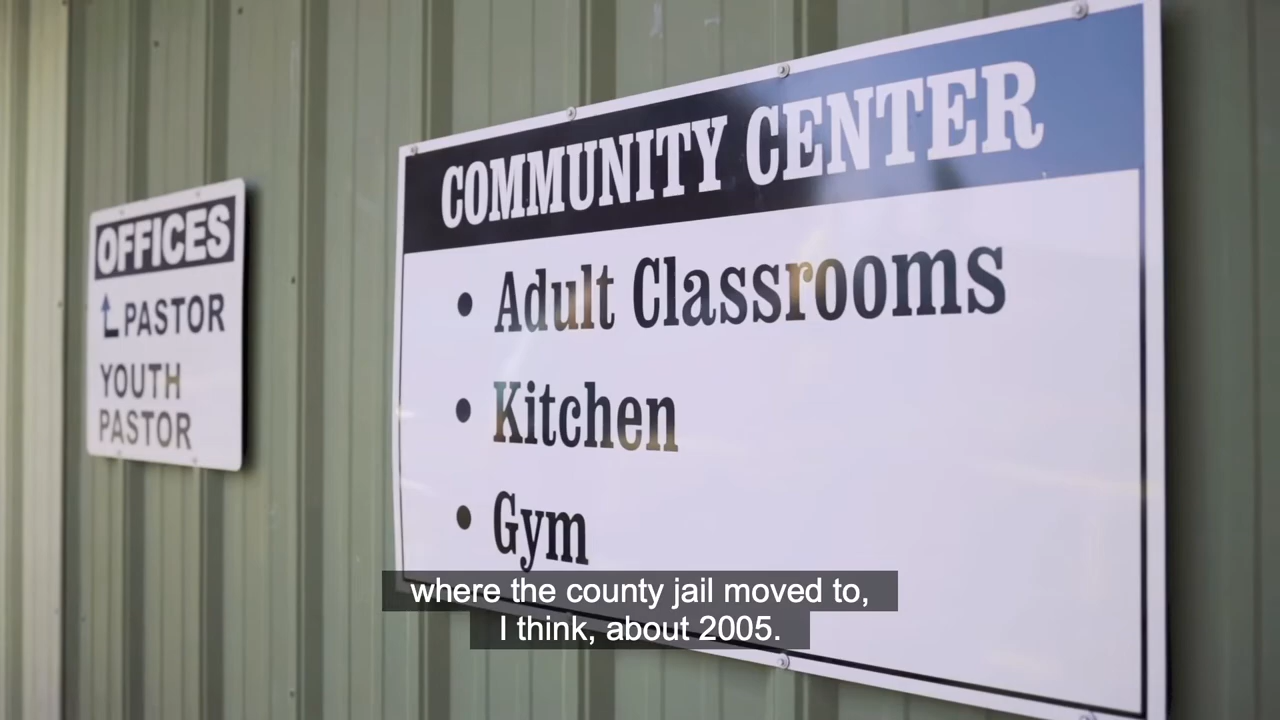 OFFICES
PASTOR
YOUTH
PASTOR
COMMUNITY CENTER
• Adult Classrooms
• Kitchen
• Gym
where the county jail moved to,
I think, about 2005.